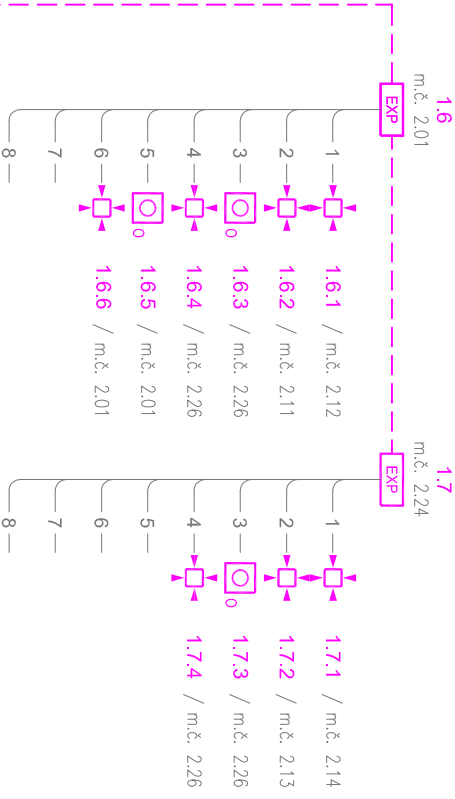 1.6
m.č. 2.01
EXP
1
1.6.1 / m.č. 2.12
2
1.6.2 / m.č. 2.11
3
O
1.6.3 / m.č. 2.26
4
1.6.4 / m.č. 2.26
5
O
1.6.5 / m.č. 2.01
6
1.6.6 / m.č. 2.01
7
8
1.7
m.č. 2.24
EXP
1
1.7.1 / m.č. 2.14
2
1.7.2 / m.č. 2.13
3
O
1.7.3 / m.č. 2.26
4
1.7.4 / m.č. 2.26
5
6
7
8